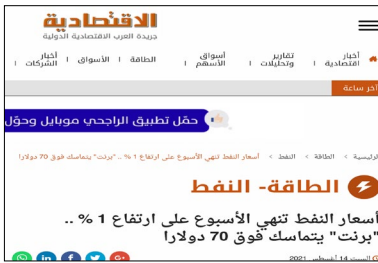 الاقتصادية
جريدة العرب الاقتصادية الدولية
أخبار اقتصادية | تقارير وتحليلات | أسواق الأسهم | الطاقة | الأسواق | أخبار الشركات |
آخر ساعة
حمّل تطبيق الراجحي موبايل وحوّل
الرئيسية > الطاقة > النفط > أسعار النفط تنهي الأسبوع على ارتفاع 1 % .. "برنت" يتماسك فوق 70 دولارا
الطاقة- النفط
أسعار النفط تنهي الأسبوع على ارتفاع 1 % ..
"برنت" يتماسك فوق 70 دولارا
السبت 14 أغسطس 2021